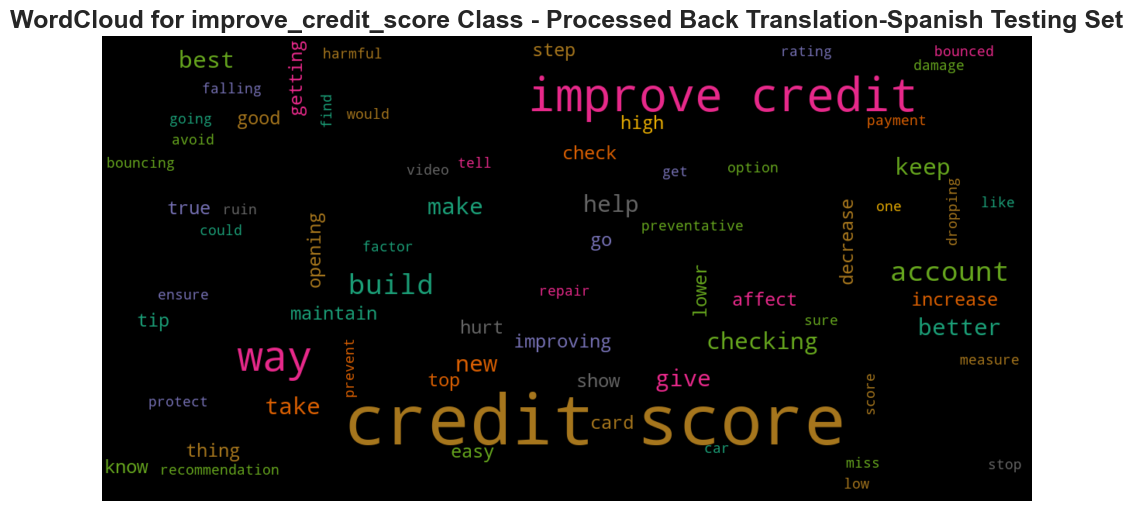 WordCloud for improve_credit_score Class - Processed Back Translation-Spanish Testing Set
best
harmful
getting
step
rating
bounced
damage
falling
improve credit
find
going
good
would
high
payment
avoid
bouncing
video
tell
check
get
option
keep
true
ruin
make
help
preventative
decrease
one
dropping
like
could
opening
factor
go
account
ensure
build
repair
lower
affect
increase
tip
maintain
hurt
improving
sure
checking
better
way
prevent
new
top
show
give
measure
protect
take
credit score
card
score
thing
easy
car
know
recommendation
miss
low
stop